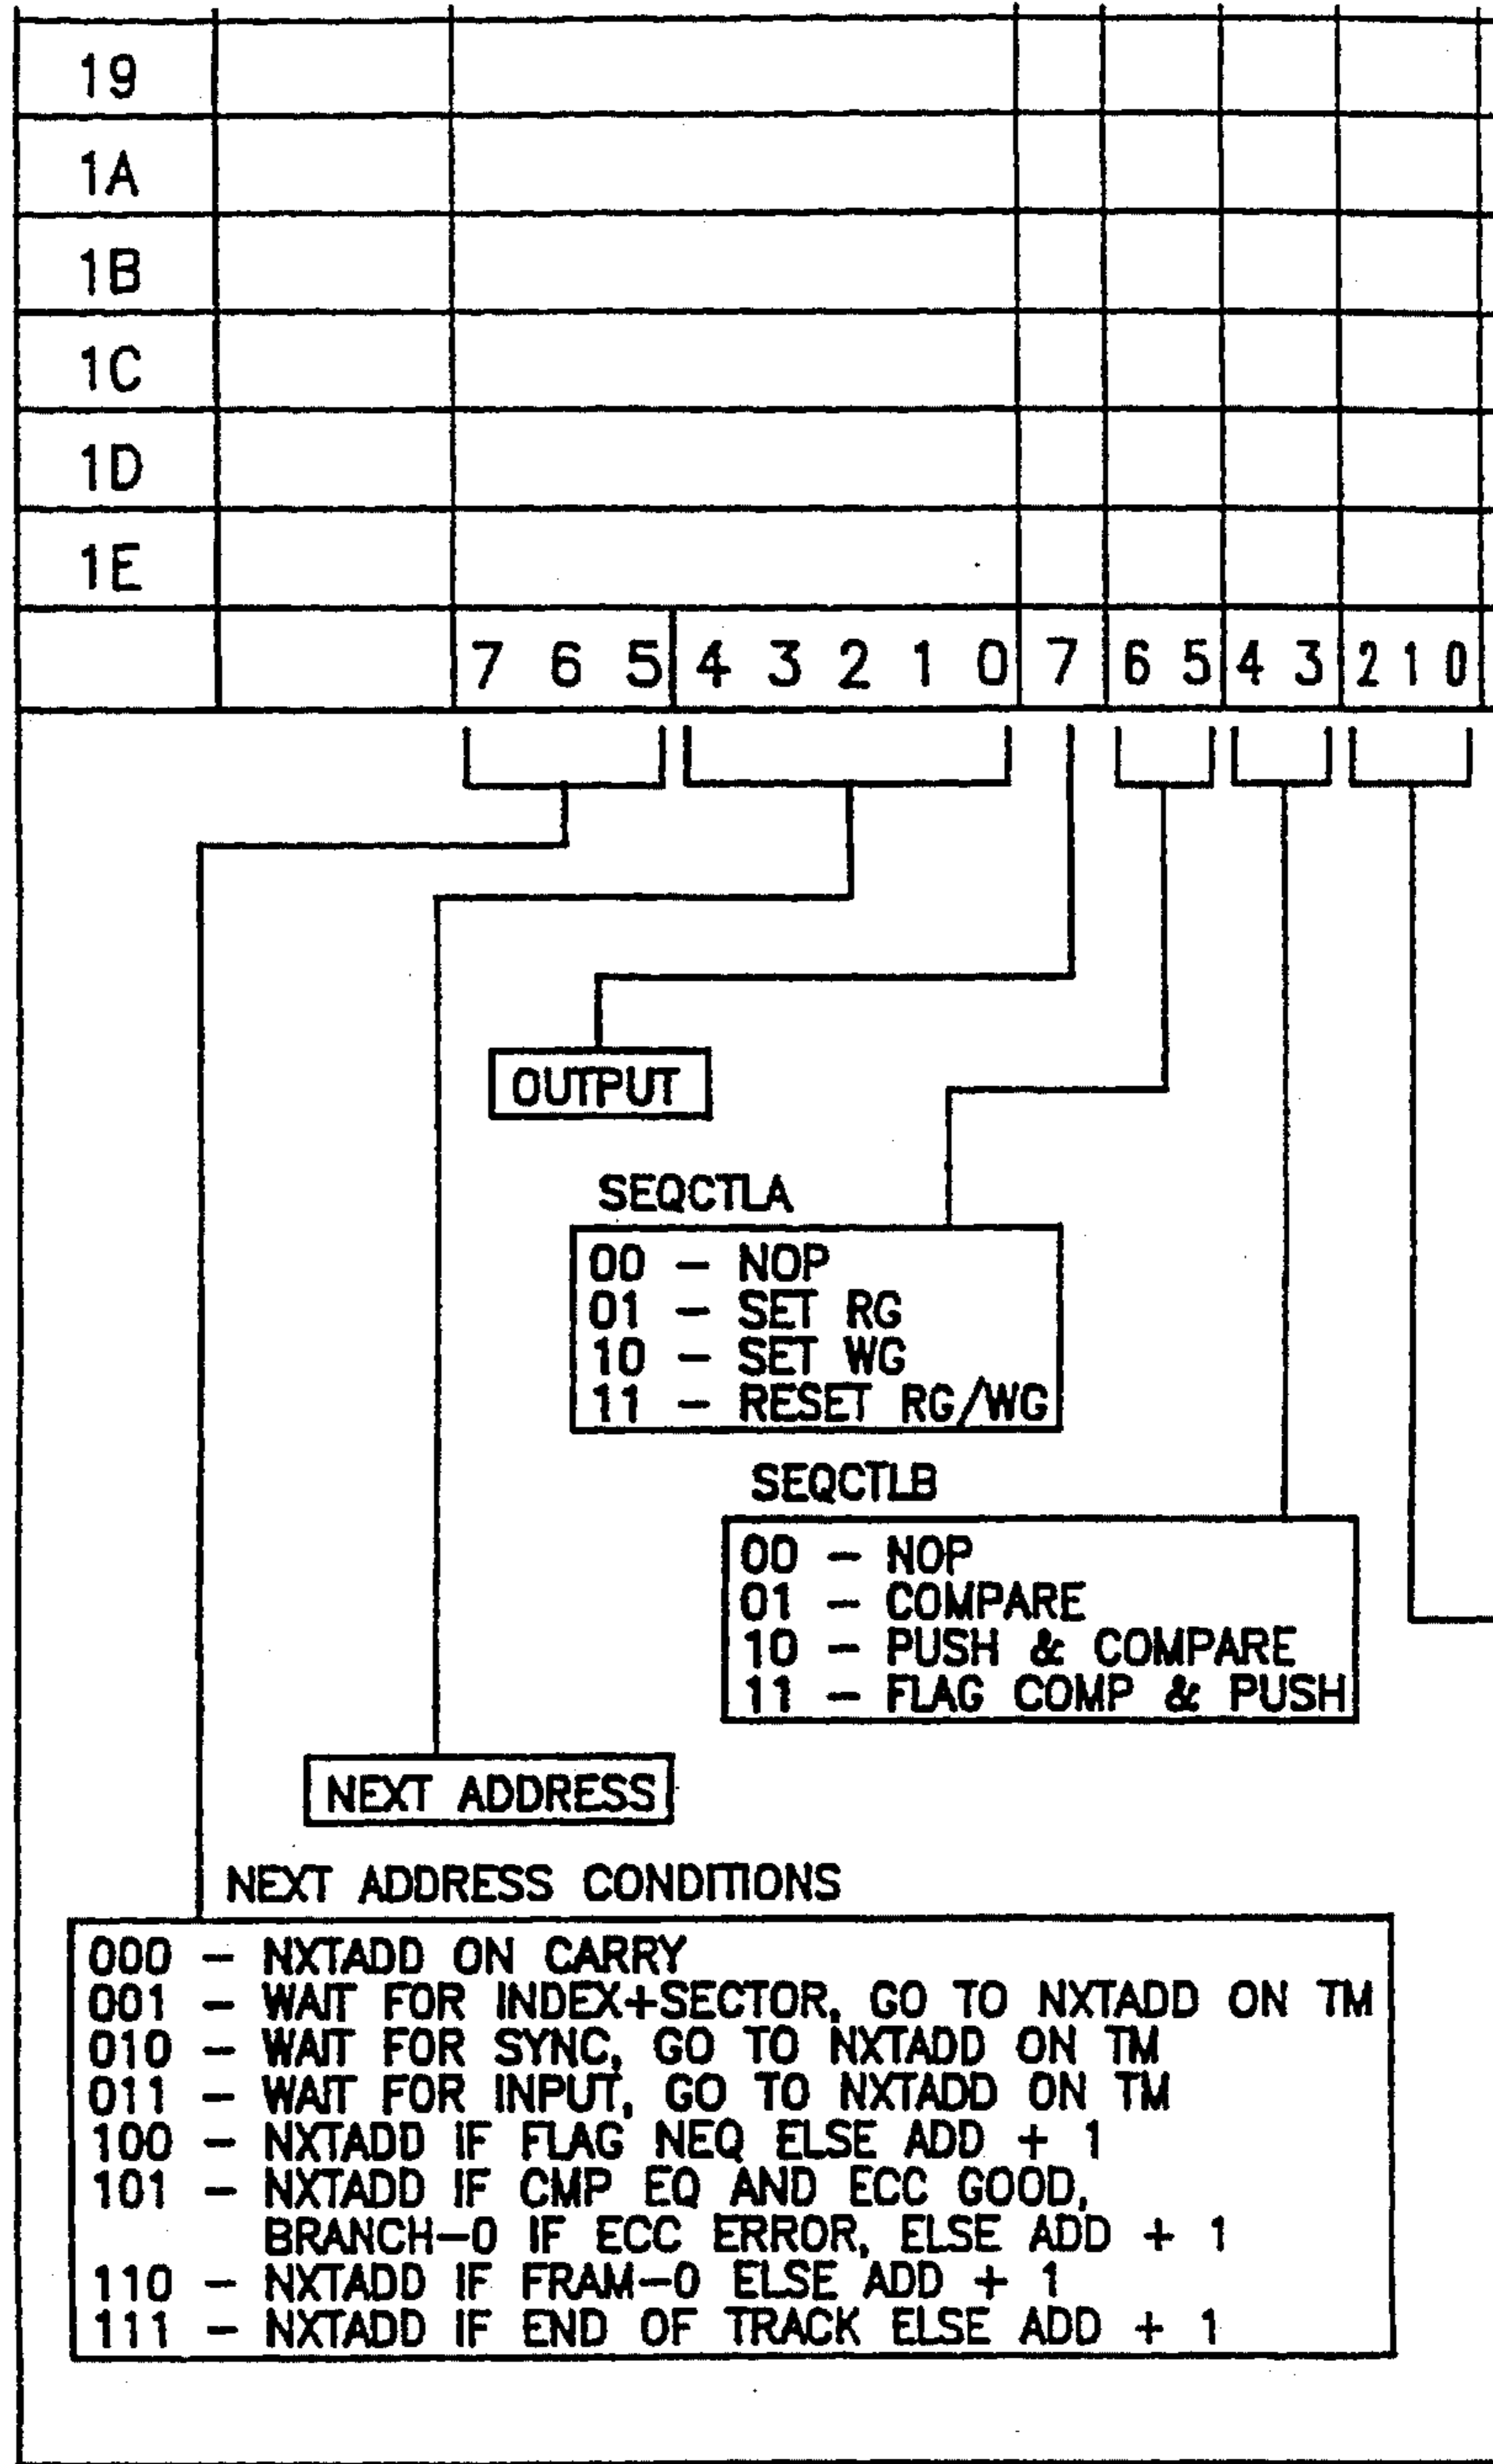 19
1A
1B
1C
1D
1E
7 6 5 4 3 2 1 0 7 6 5 4 3 2 1 0
OUTPUT
SEQCTLA
00 – NOP
01 – SET RG
10 – SET WG
11 – RESET RG/WG
SEQCTLB
00 – NOP
01 – COMPARE
10 – PUSH & COMPARE
11 – FLAG COMP & PUSH
NEXT ADDRESS
NEXT ADDRESS CONDITIONS
000 – NXTADD ON CARRY
001 – WAIT FOR INDEX+SECTOR, GO TO NXTADD ON TM
010 – WAIT FOR SYNC, GO TO NXTADD ON TM
011 – WAIT FOR INPUT, GO TO NXTADD ON TM
100 – NXTADD IF FLAG NEQ ELSE ADD + 1
101 – NXTADD IF CMP EQ AND ECC GOOD,
BRANCH–0 IF ECC ERROR, ELSE ADD + 1
110 – NXTADD IF FRAM–0 ELSE ADD + 1
111 – NXTADD IF END OF TRACK ELSE ADD + 1